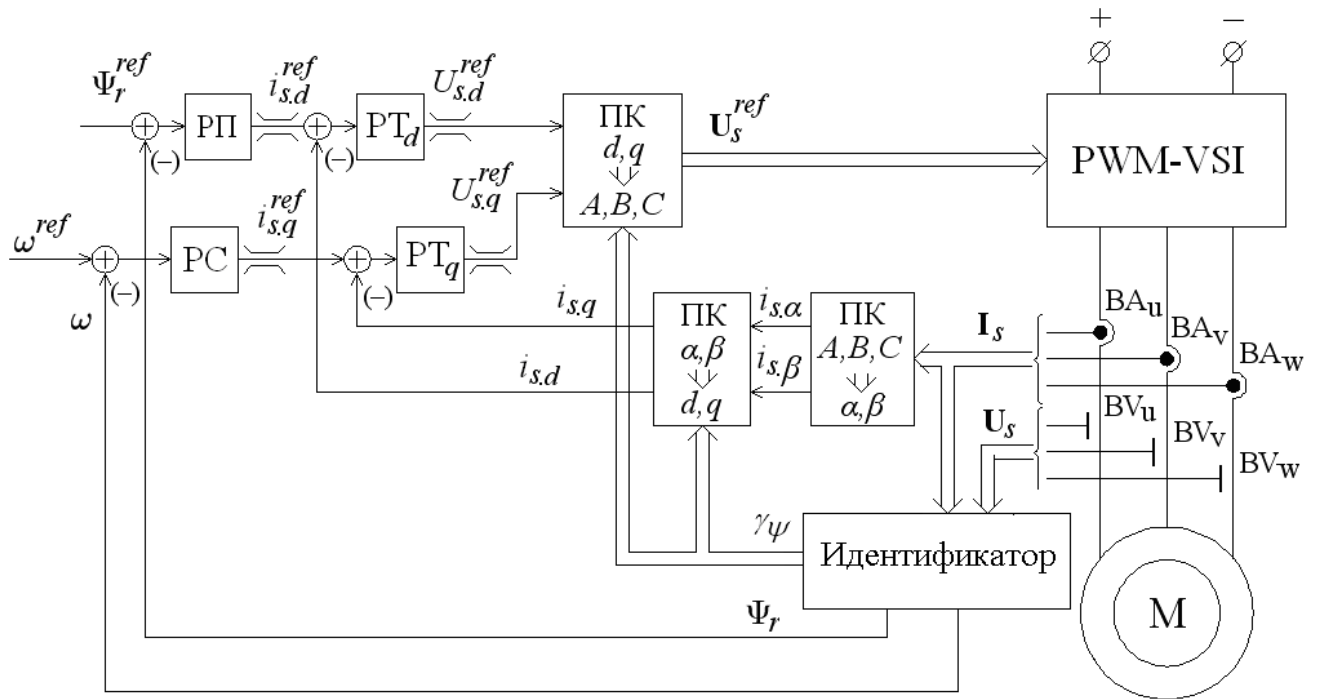 + −
Ψ_r^ref
(−)
РП
i_s.d^ref
(−)
РТ_d
U_s.d^ref
ПК
d,q
A,B,C
U_s^ref
PWM-VSI
ω^ref
(−)
ω
РС
i_s.q^ref
(−)
РТ_q
U_s.q^ref
i_s.q
i_s.d
ПК
α,β
d,q
i_s.α
i_s.β
ПК
A,B,C
α,β
I_s
U_s
BA_u
BA_v
BA_w
BV_u
BV_v
BV_w
γ_ψ
Идентификатор
Ψ_r
М